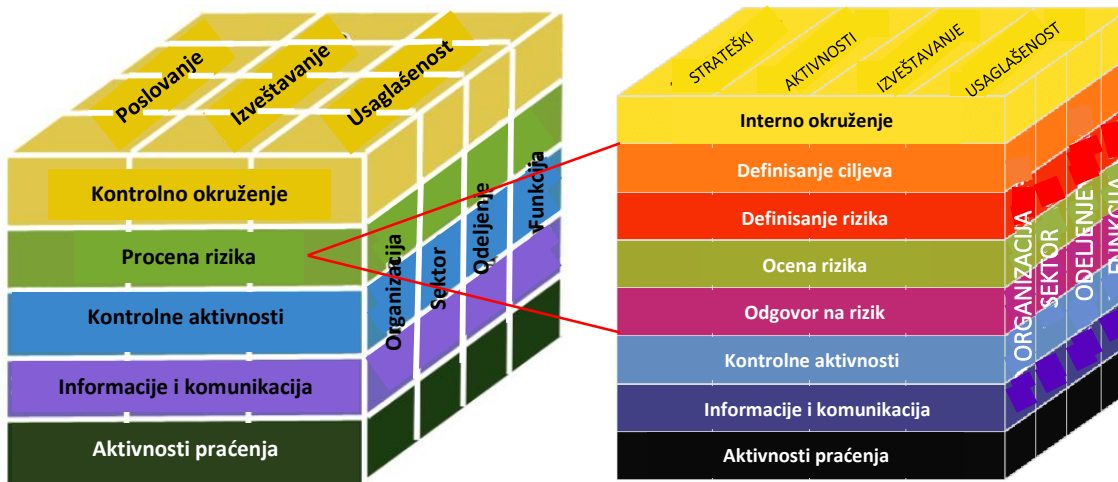 Poslovanje
Izveštavanje
Usaglašenost
Kontrolno okruženje
Procena rizika
Kontrolne aktivnosti
Informacije i komunikacija
Aktivnosti praćenja
Organizacija
Sektor
Odeljenje
Funkcija
STRATEŠKI
AKTIVNOSTI
IZVEŠTAVANJE
USAGLAŠENOST
Interno okruženje
Definisanje ciljeva
Definisanje rizika
Ocena rizika
Odgovor na rizik
Kontrolne aktivnosti
Informacije i komunikacija
Aktivnosti praćenja
ORGANIZACIJA
SEKTOR
ODELJENJE
FUNKCIJA